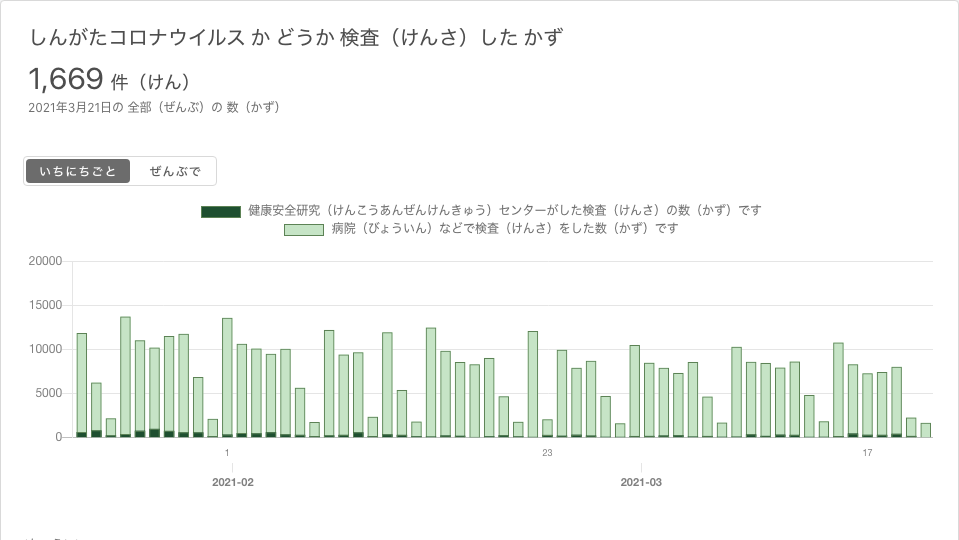 しんがたコロナウイルス か どうか 検査（けんさ）した かず
1,669 件（けん）
2021年3月21日の 全部（ぜんぶ）の 数（かず）
いちにちごと ぜんぶで
健康安全研究（けんこうあんぜんけんきゅう）センターがした検査（けんさ）の数（かず）です
病院（びょういん）などで検査（けんさ）をした数（かず）です
20000
15000
10000
5000
0
1 23 17
2021-02 2021-03